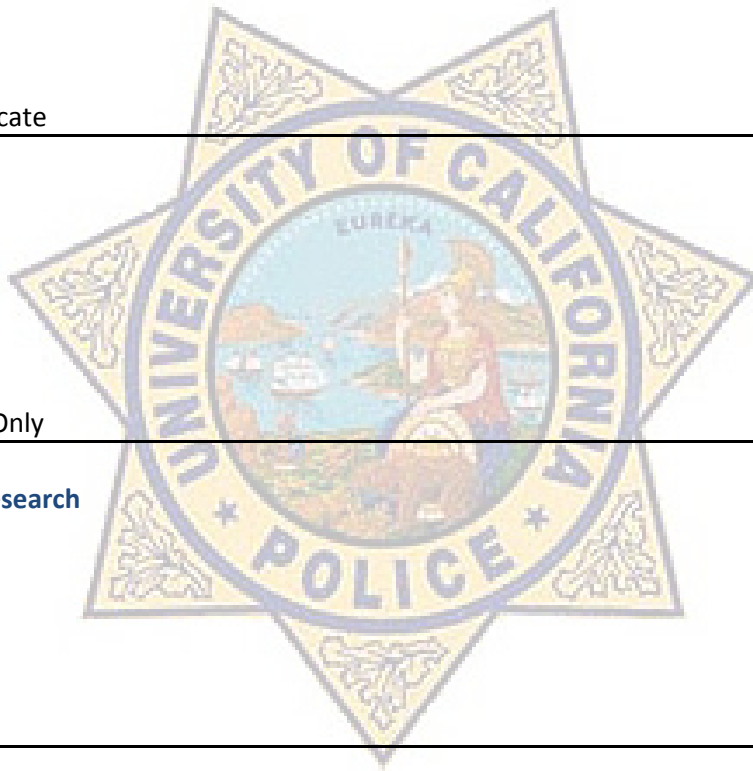 cate
UNIVERSITY OF CALIFORNIA
EUREKA
Only
search
* POLICE *